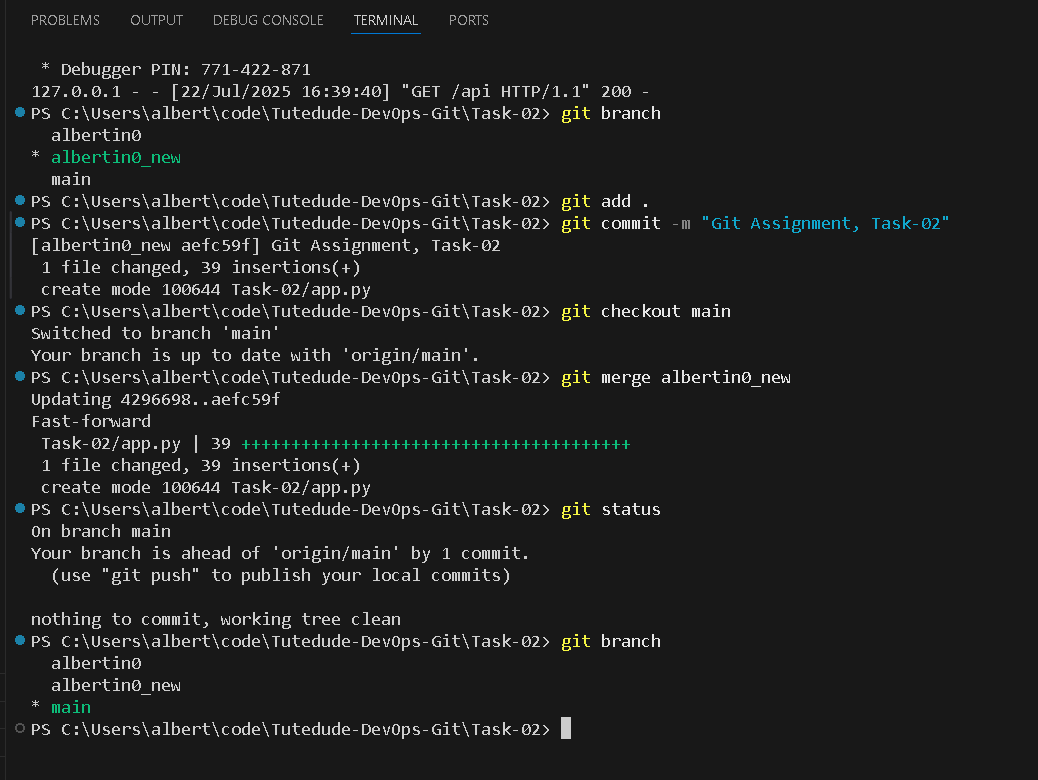 PROBLEMS OUTPUT DEBUG CONSOLE TERMINAL PORTS
* Debugger PIN: 771-422-871
127.0.0.1 - - [22/Jul/2025 16:39:40] "GET /api HTTP/1.1" 200 -
PS C:\Users\albert\code\Tutedude-DevOps-Git\Task-02> git branch
albertin0
* albertin0_new
main
PS C:\Users\albert\code\Tutedude-DevOps-Git\Task-02> git add .
PS C:\Users\albert\code\Tutedude-DevOps-Git\Task-02> git commit -m "Git Assignment, Task-02"
[albertin0_new aefc59f] Git Assignment, Task-02
1 file changed, 39 insertions(+)
create mode 100644 Task-02/app.py
PS C:\Users\albert\code\Tutedude-DevOps-Git\Task-02> git checkout main
Switched to branch 'main'
Your branch is up to date with 'origin/main'.
PS C:\Users\albert\code\Tutedude-DevOps-Git\Task-02> git merge albertin0_new
Updating 4296698..aefc59f
Fast-forward
Task-02/app.py | 39 +++++++++++++++++++++++++++++++++++++++
1 file changed, 39 insertions(+)
create mode 100644 Task-02/app.py
PS C:\Users\albert\code\Tutedude-DevOps-Git\Task-02> git status
On branch main
Your branch is ahead of 'origin/main' by 1 commit.
(use "git push" to publish your local commits)
nothing to commit, working tree clean
PS C:\Users\albert\code\Tutedude-DevOps-Git\Task-02> git branch
albertin0
albertin0_new
* main
PS C:\Users\albert\code\Tutedude-DevOps-Git\Task-02>